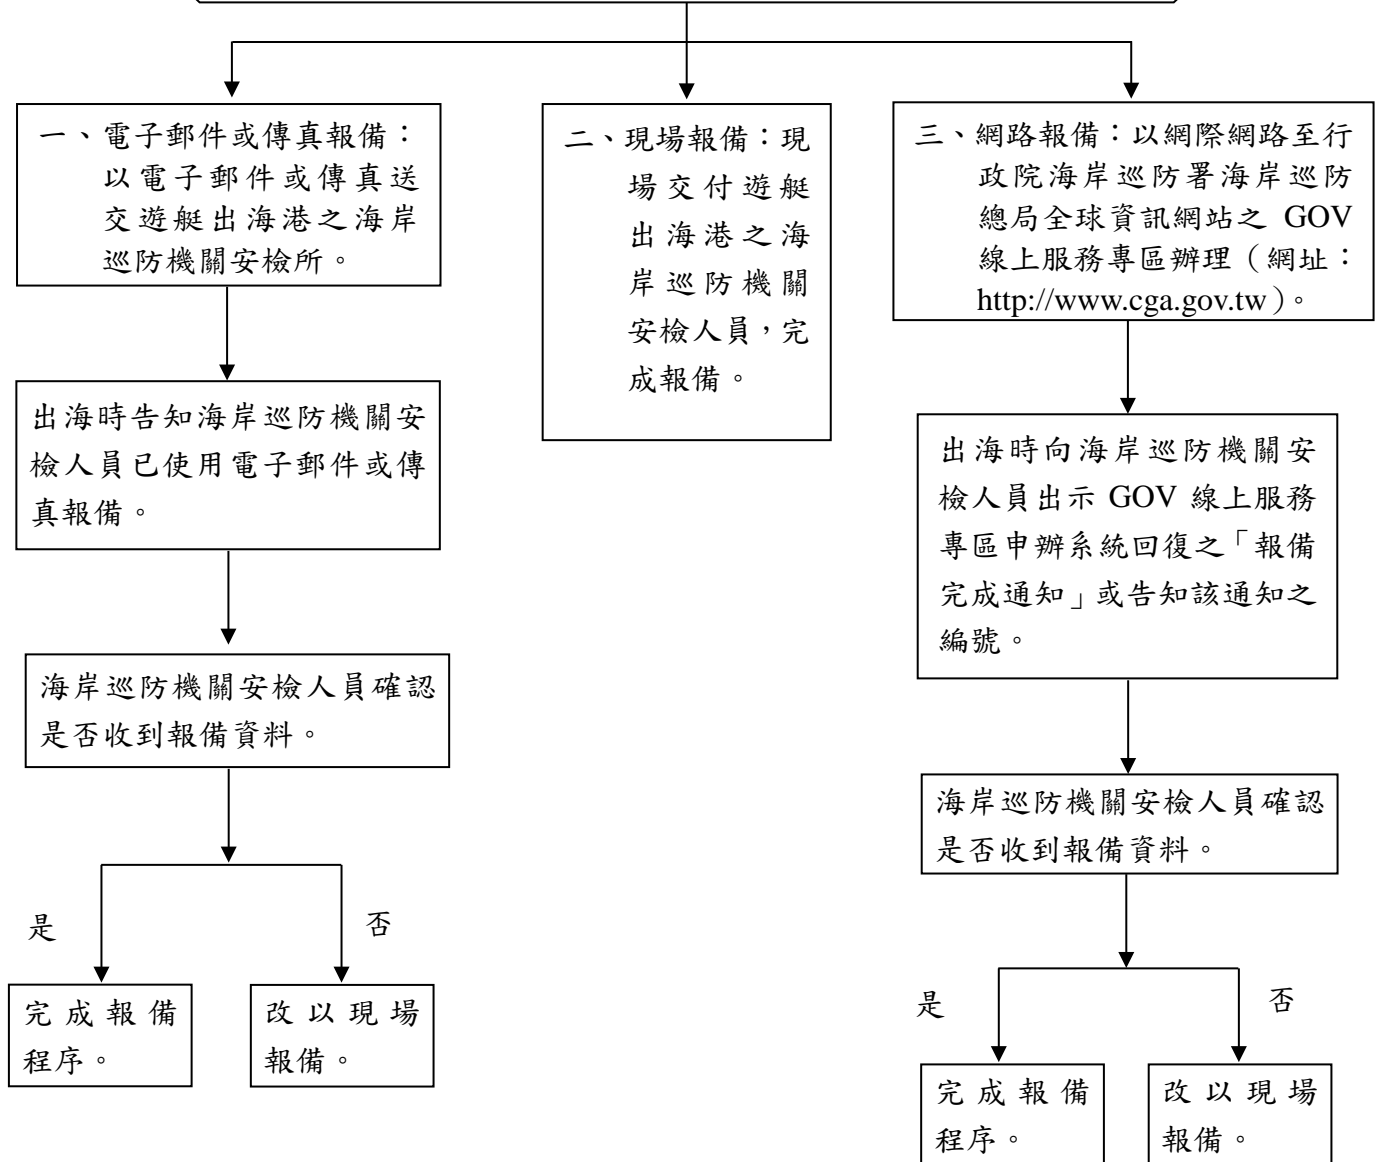 一、電子郵件或傳真報備：
以電子郵件或傳真送
交遊艇出海港之海岸
巡防機關安檢所。
出海時告知海岸巡防機關安
檢人員已使用電子郵件或傳
真報備。
海岸巡防機關安檢人員確認
是否收到報備資料。
是
否
完成報備
程序。
改以現場
報備。
二、現場報備：現
場交付遊艇
出海港之海
岸巡防機關
安檢人員，完
成報備。
三、網路報備：以網際網路至行
政院海岸巡防署海岸巡防
總局全球資訊網站之 GOV
線上服務專區辦理（網址：
http://www.cga.gov.tw）。
出海時向海岸巡防機關安
檢人員出示 GOV 線上服務
專區申辦系統回復之「報備
完成通知」或告知該通知之
編號。
海岸巡防機關安檢人員確認
是否收到報備資料。
是
否
完成報備
程序。
改以現場
報備。